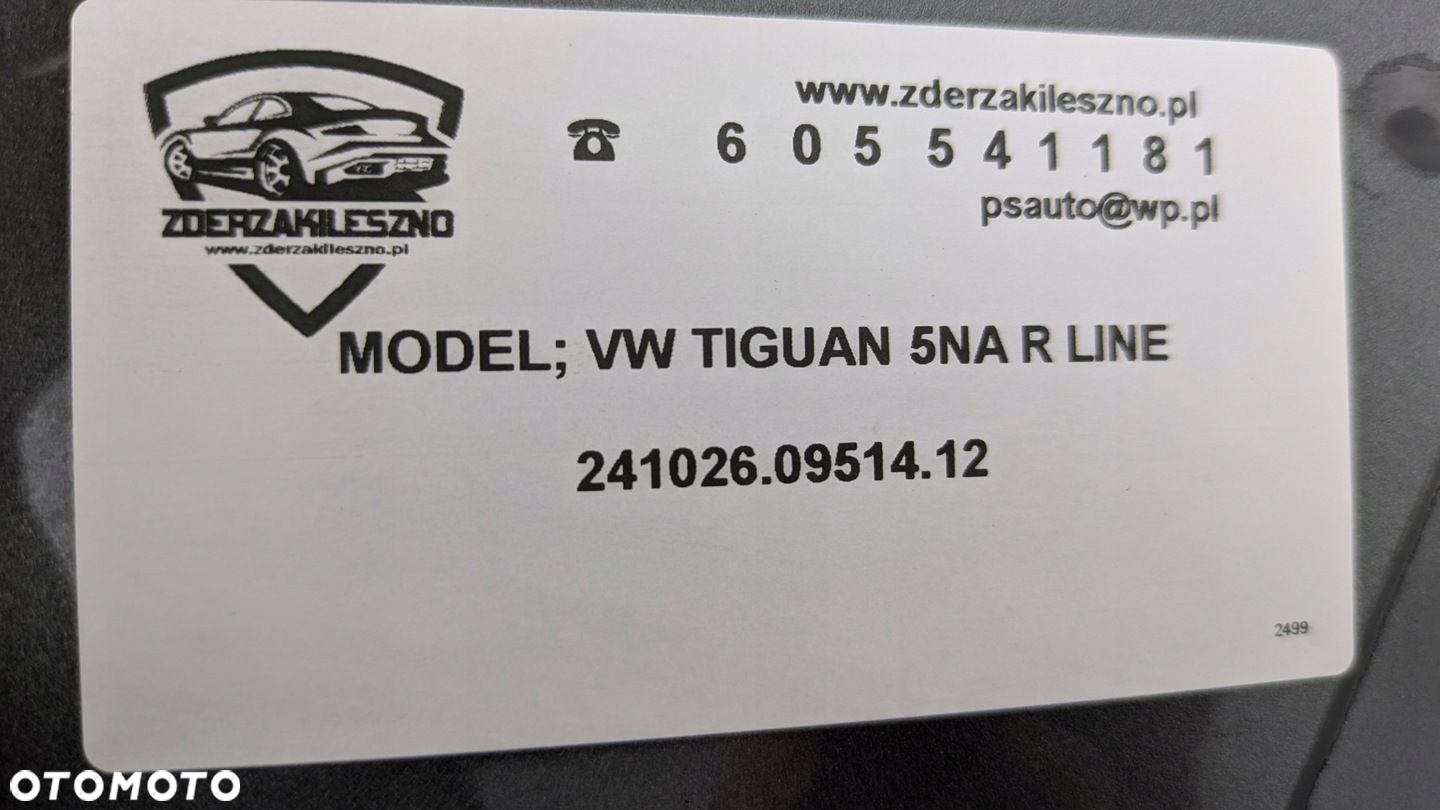 ZDERZAKILESZNO
www.zderzakileszno.pl
www.zderzakileszno.pl
☎ 6 0 5 5 4 1 1 8 1
psauto@wp.pl
MODEL; VW TIGUAN 5NA R LINE
241026.09514.12
2499
OTOMOTO